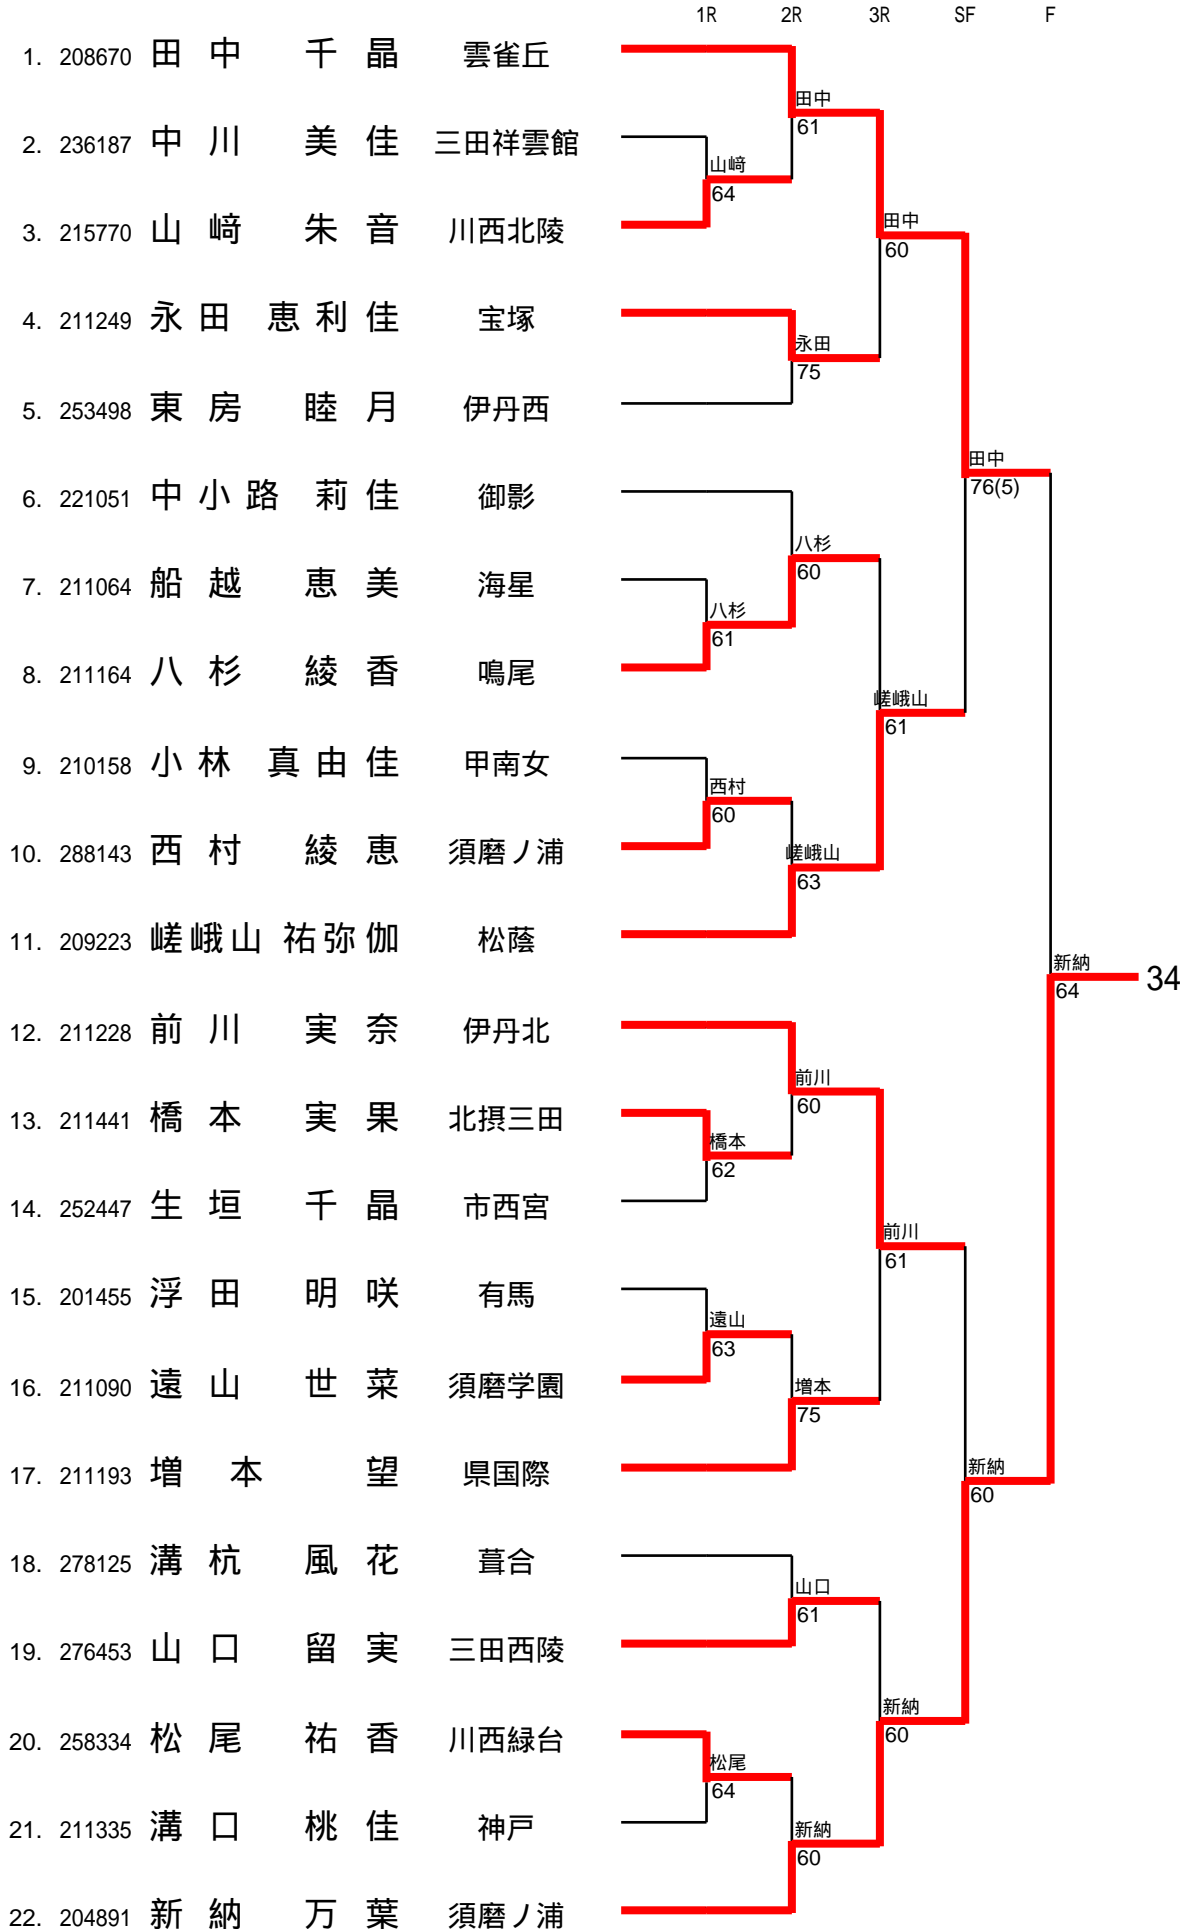 1R 2R 3R SF F
1. 208670 田中 千晶 雲雀丘
田中
61
2. 236187 中川 美佳 三田祥雲館
山﨑
64
3. 215770 山﨑 朱音 川西北陵
田中
60
4. 211249 永田 恵利佳 宝塚
永田
75
5. 253498 東房 睦月 伊丹西
田中
76(5)
6. 221051 中小路 莉佳 御影
八杉
60
7. 211064 船越 恵美 海星
八杉
61
8. 211164 八杉 綾香 鳴尾
嵯峨山
61
9. 210158 小林 真由佳 甲南女
西村
60
10. 288143 西村 綾恵 須磨ノ浦
嵯峨山
63
11. 209223 嵯峨山 祐弥伽 松蔭
新納
64
34
12. 211228 前川 実奈 伊丹北
前川
60
13. 211441 橋本 実果 北摂三田
橋本
62
14. 252447 生垣 千晶 市西宮
前川
61
15. 201455 浮田 明咲 有馬
遠山
63
16. 211090 遠山 世菜 須磨学園
増本
75
17. 211193 増本 望 県国際
新納
60
18. 278125 溝杭 風花 葺合
山口
61
19. 276453 山口 留実 三田西陵
新納
60
20. 258334 松尾 祐香 川西緑台
松尾
64
21. 211335 溝口 桃佳 神戸
新納
60
22. 204891 新納 万葉 須磨ノ浦